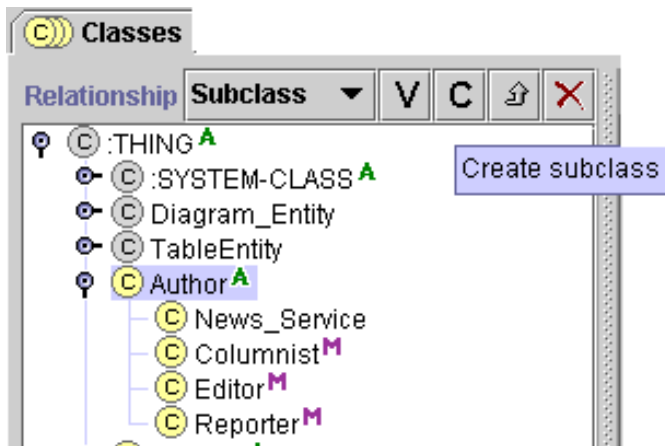 C Classes
Relationship Subclass V C
C :THING A
Create subclass
C :SYSTEM-CLASS A
C Diagram_Entity
C TableEntity
C Author A
C News_Service
C Columnist M
C Editor M
C Reporter M